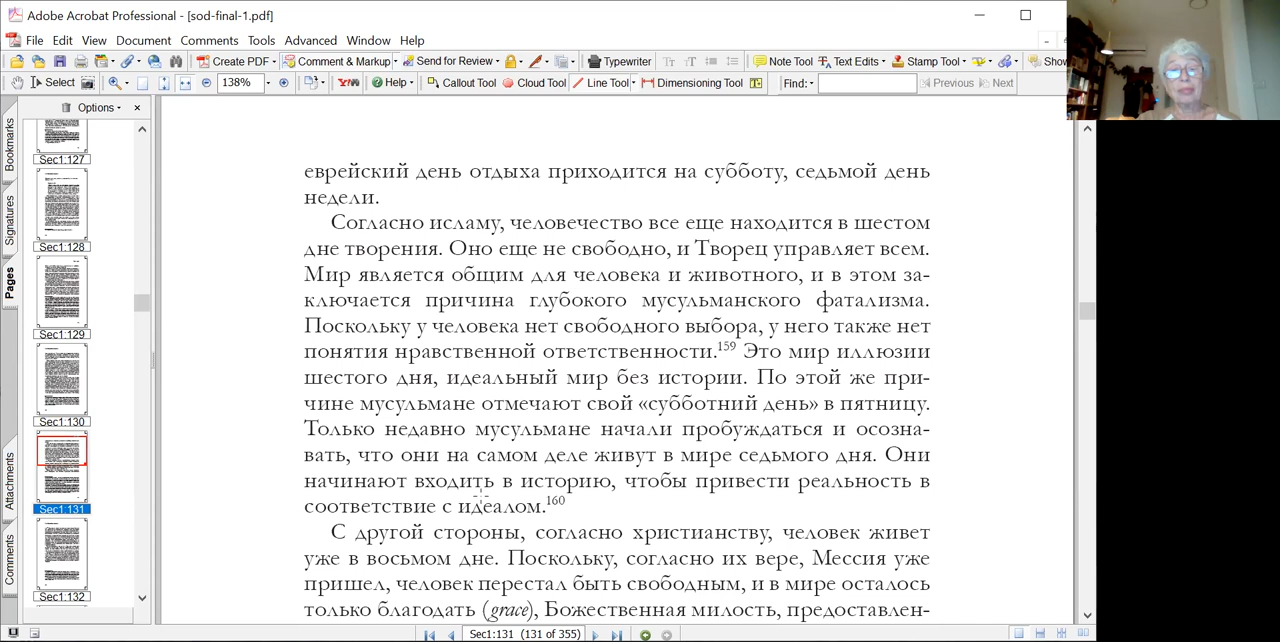 Adobe Acrobat Professional - [sod-final-1.pdf]
File Edit View Document Comments Tools Advanced Window Help
Create PDF Comment & Markup Send for Review Typewriter Note Tool Text Edits Stamp Tool Show
Select 138% Help Callout Tool Cloud Tool Line Tool Dimensioning Tool Find: Previous Next
Options
Bookmarks
Signatures
Pages
Attachments
Comments
Sec1:127
Sec1:128
Sec1:129
Sec1:130
Sec1:131
Sec1:132
еврейский день отдыха приходится на субботу, седьмой день
недели.
Согласно исламу, человечество все еще находится в шестом
дне творения. Оно еще не свободно, и Творец управляет всем.
Мир является общим для человека и животного, и в этом за-
ключается причина глубокого мусульманского фатализма.
Поскольку у человека нет свободного выбора, у него также нет
понятия нравственной ответственности.159 Это мир иллюзии
шестого дня, идеальный мир без истории. По этой же при-
чине мусульмане отмечают свой «субботний день» в пятницу.
Только недавно мусульмане начали пробуждаться и осозна-
вать, что они на самом деле живут в мире седьмого дня. Они
начинают входить в историю, чтобы привести реальность в
соответствие с идеалом.160
С другой стороны, согласно христианству, человек живет
уже в восьмом дне. Поскольку, согласно их вере, Мессия уже
пришел, человек перестал быть свободным, и в мире осталось
только благодать (grace), Божественная милость, предоставлен-
Sec1:131 (131 of 355)